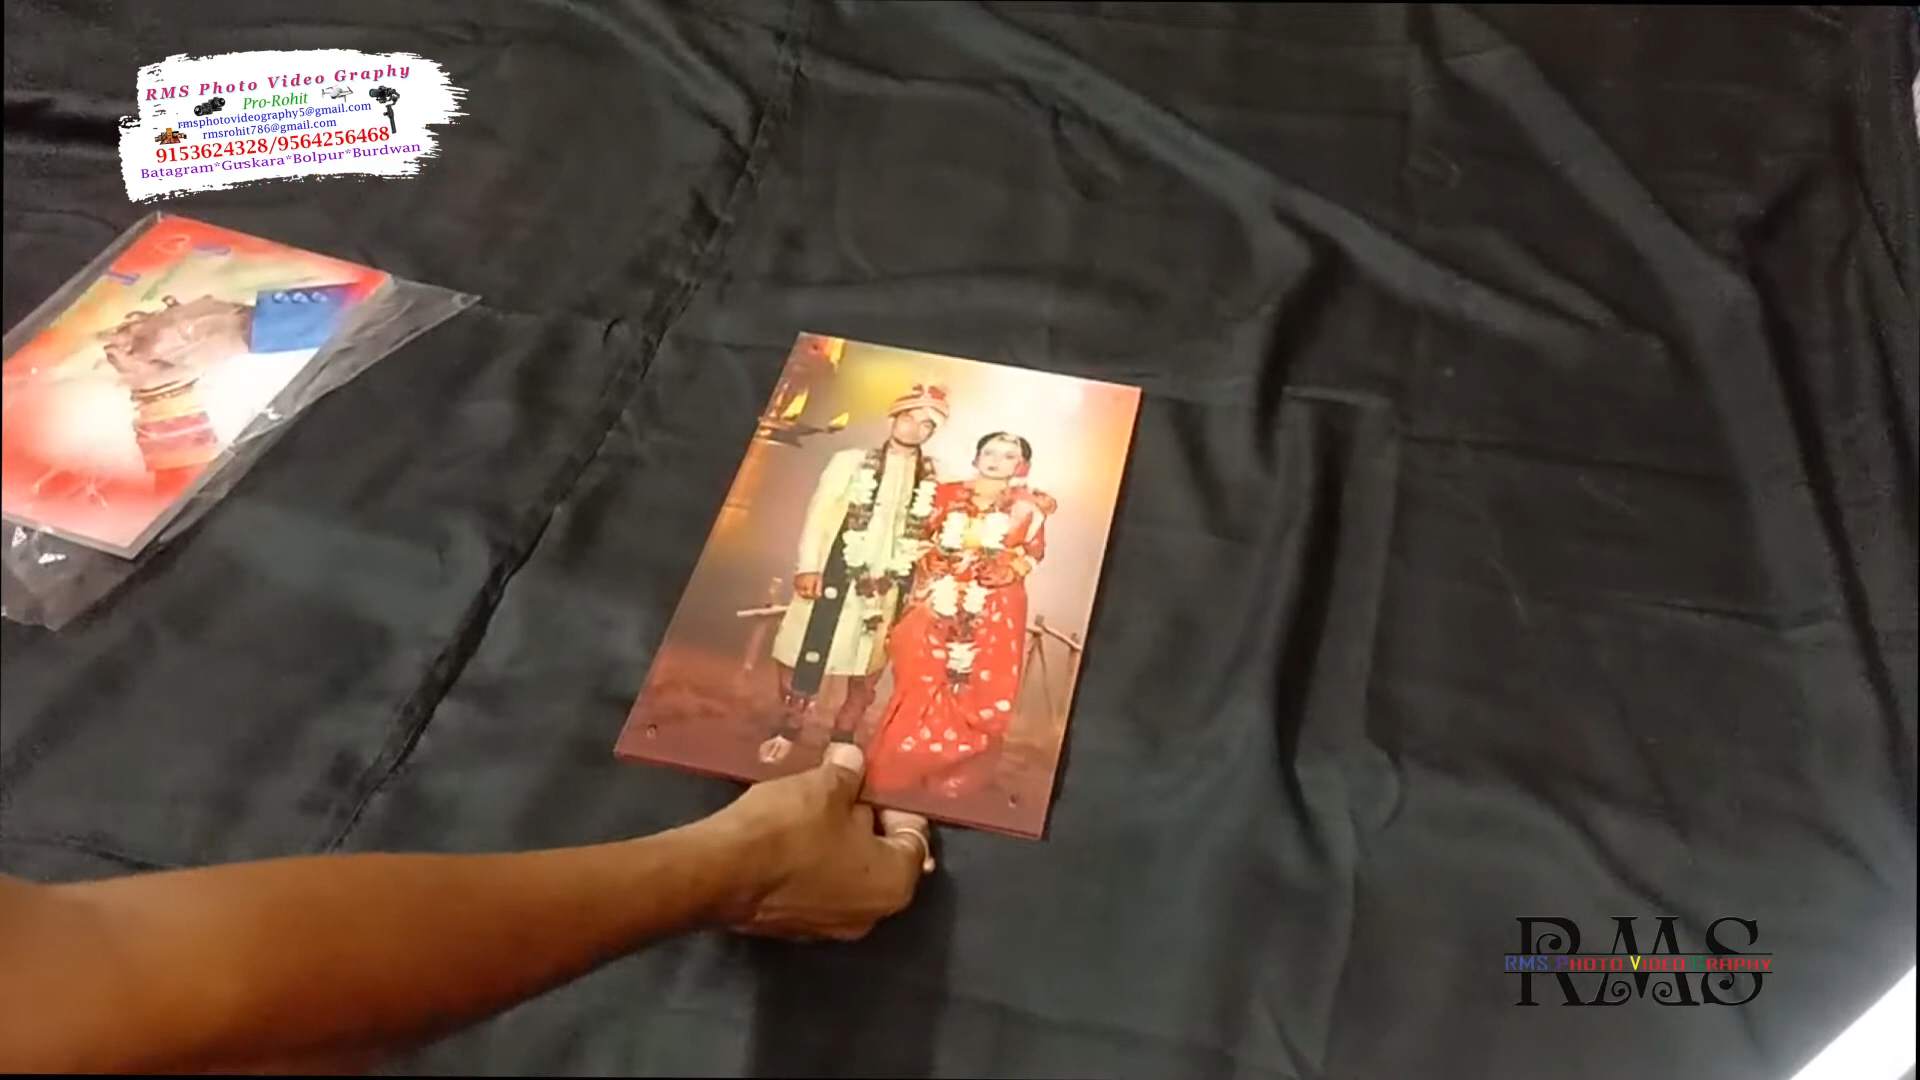 RMS Photo Video Graphy
Pro-Rohit
rmsphotovideography5@gmail.com
rmsrohit786@gmail.com
9153624328/9564256468
Batagram*Guskara*Bolpur*Burdwan
RMS
RMS PHOTO VIDEO GRAPHY